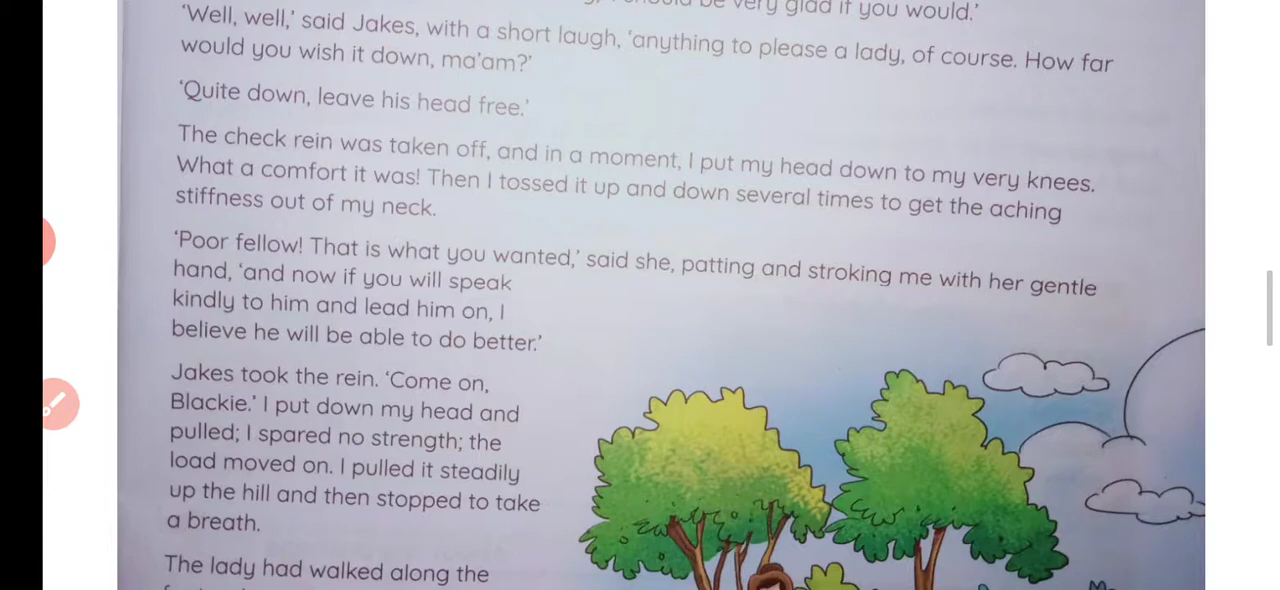 be very glad if you would.'
'Well, well,' said Jakes, with a short laugh, 'anything to please a lady, of course. How far
would you wish it down, ma'am?'
'Quite down, leave his head free.'
The check rein was taken off, and in a moment, I put my head down to my very knees.
What a comfort it was! Then I tossed it up and down several times to get the aching
stiffness out of my neck.
'Poor fellow! That is what you wanted,' said she, patting and stroking me with her gentle
hand, 'and now if you will speak
kindly to him and lead him on, I
believe he will be able to do better.'
Jakes took the rein. 'Come on,
Blackie.' I put down my head and
pulled; I spared no strength; the
load moved on. I pulled it steadily
up the hill and then stopped to take
a breath.
The lady had walked along the